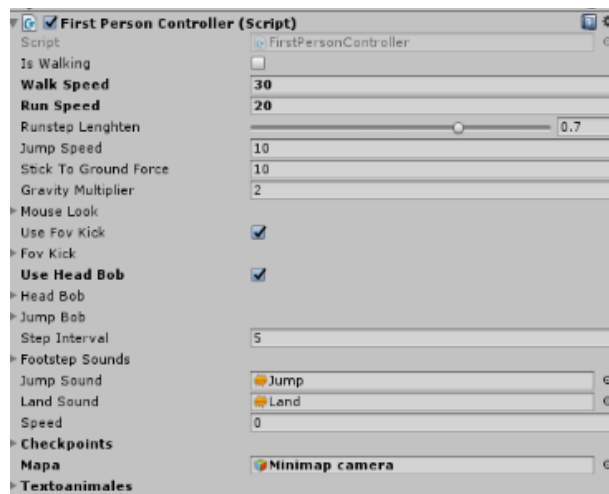 First Person Controller (Script)
Script FirstPersonController
Is Walking
Walk Speed 30
Run Speed 20
Runstep Lenghten 0.7
Jump Speed 10
Stick To Ground Force 10
Gravity Multiplier 2
Mouse Look
Use Fov Kick
Fov Kick
Use Head Bob
Head Bob
Jump Bob
Step Interval 5
Footstep Sounds
Jump Sound Jump
Land Sound Land
Speed 0
Checkpoints
Mapa Minimap camera
Textoanimales